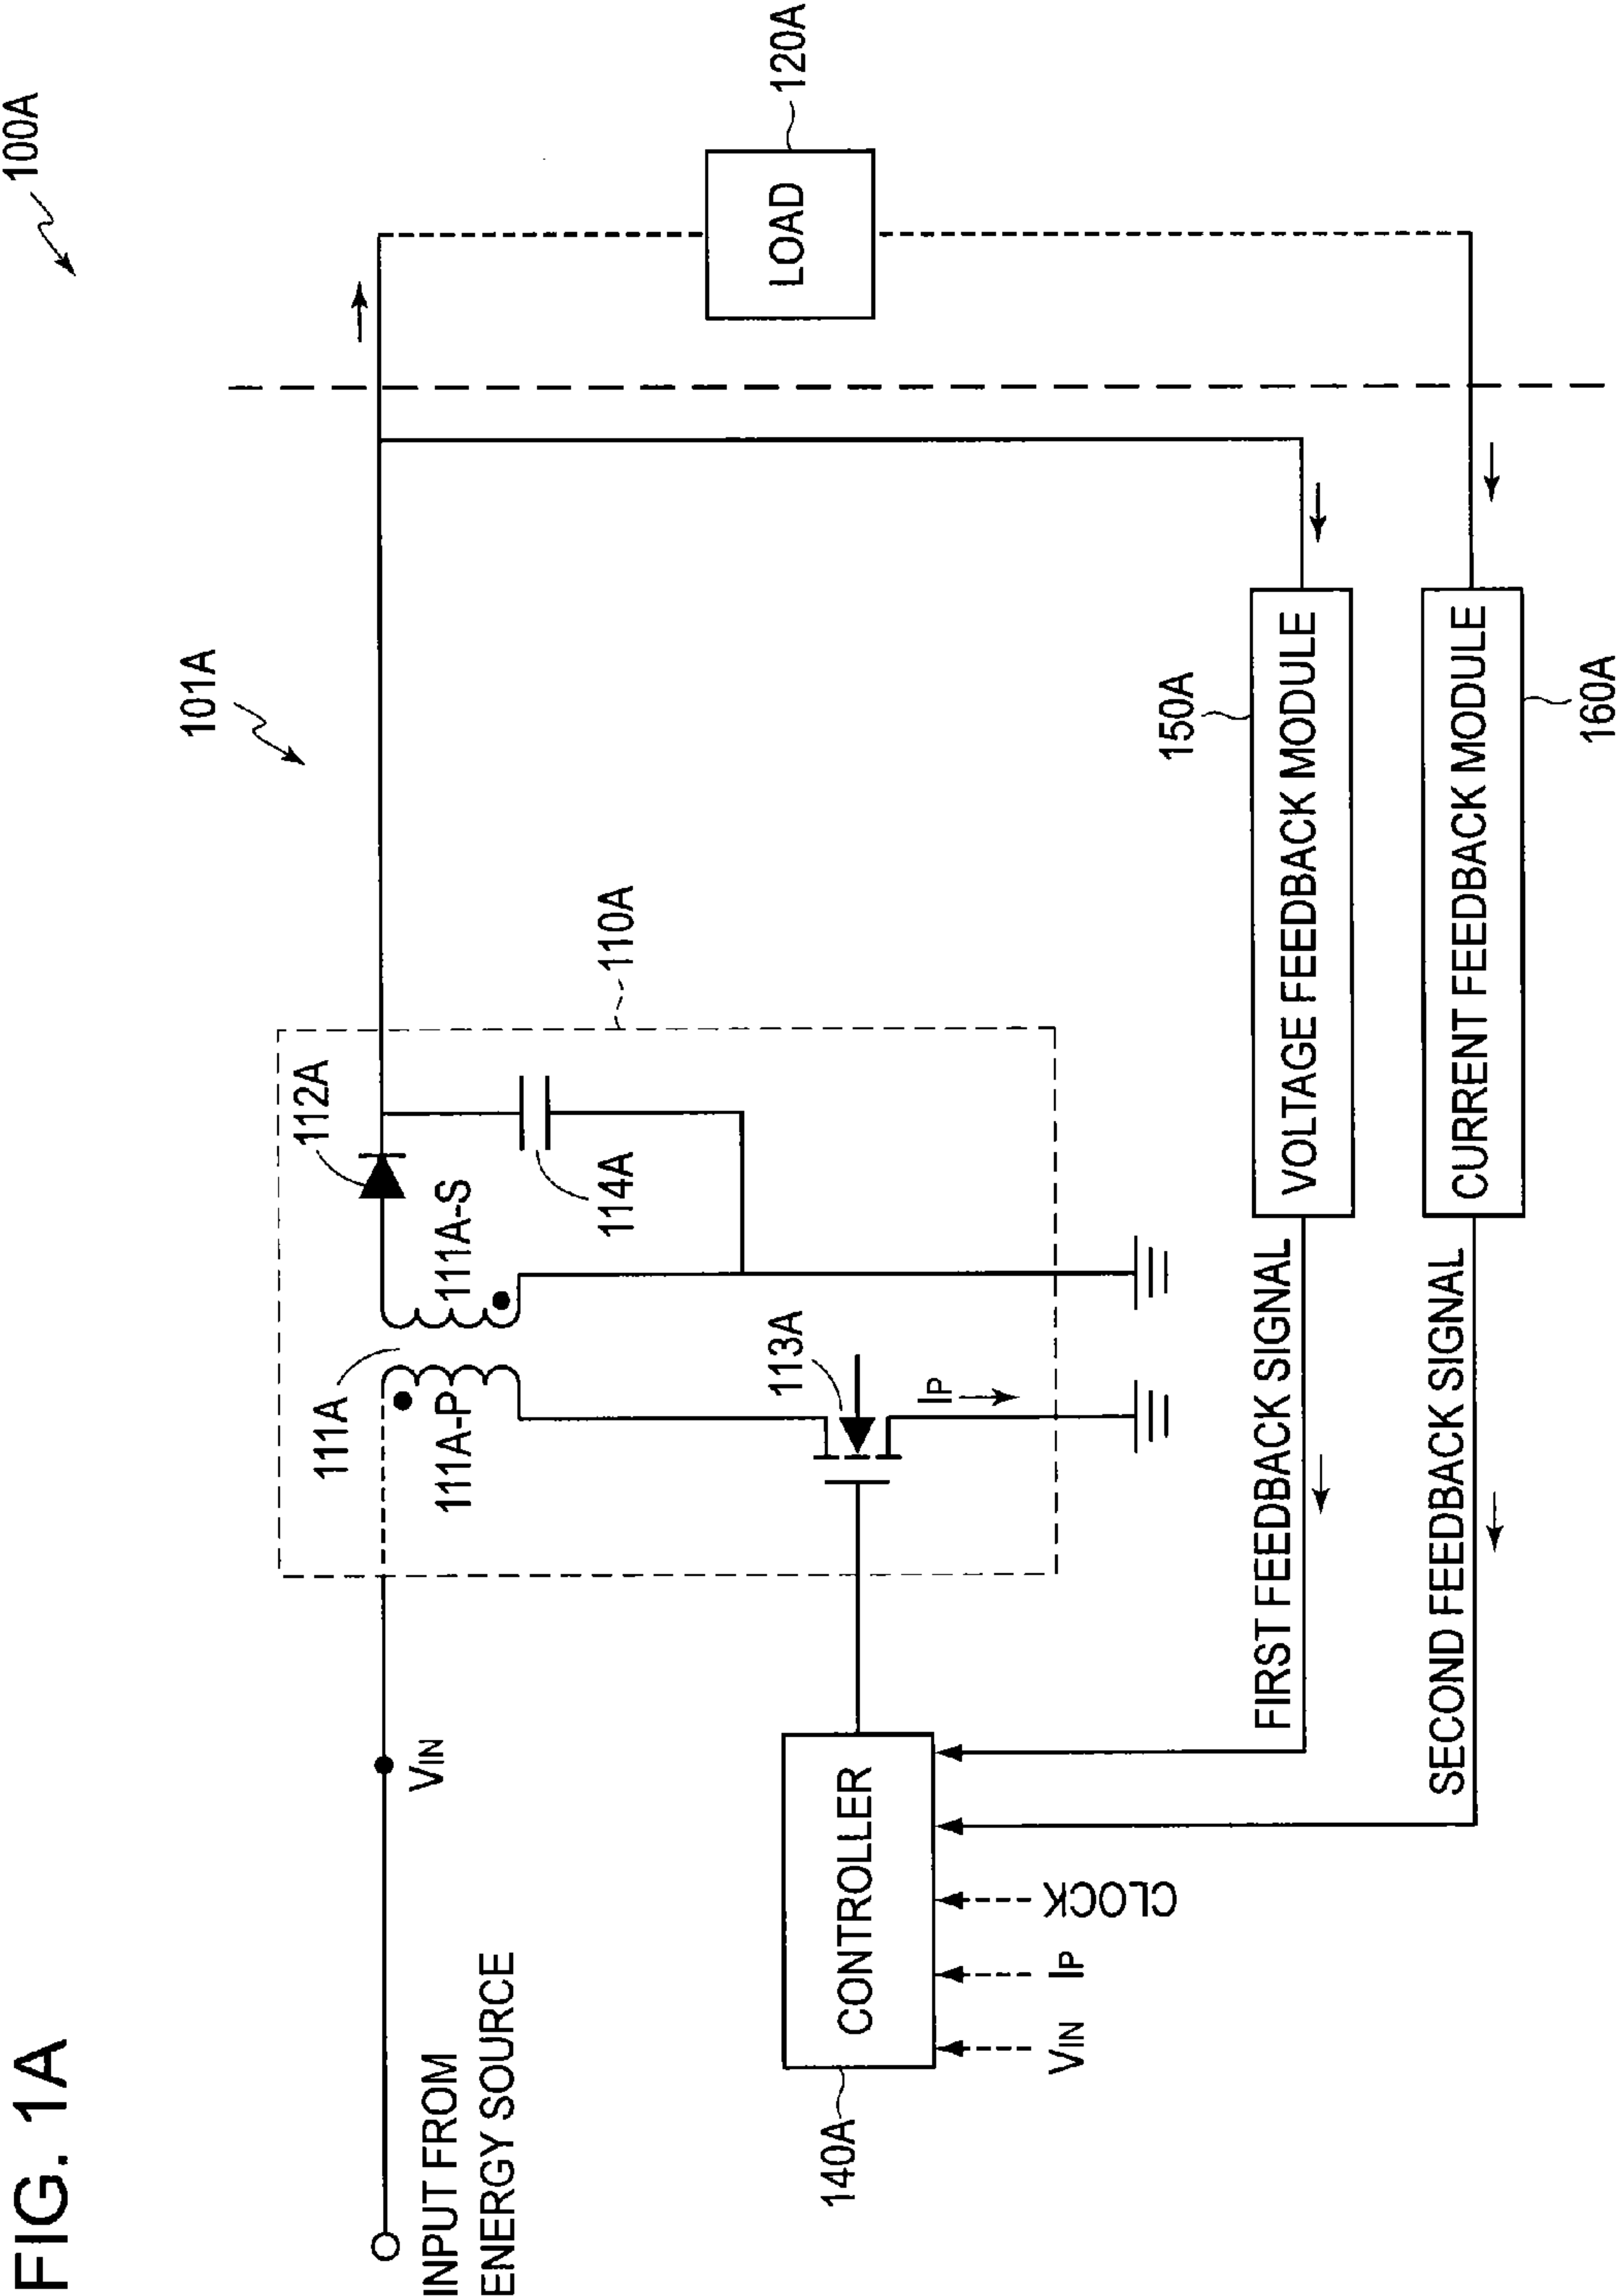 FIG. 1A
100A
101A
INPUT FROM
ENERGY SOURCE
VIN
110A
111A
111A-P
111A-S
112A
114A
113A
IP
120A
LOAD
140A
CONTROLLER
VIN
IP
CLOCK
FIRST FEEDBACK SIGNAL
150A
VOLTAGE FEEDBACK MODULE
SECOND FEEDBACK SIGNAL
CURRENT FEEDBACK MODULE
160A